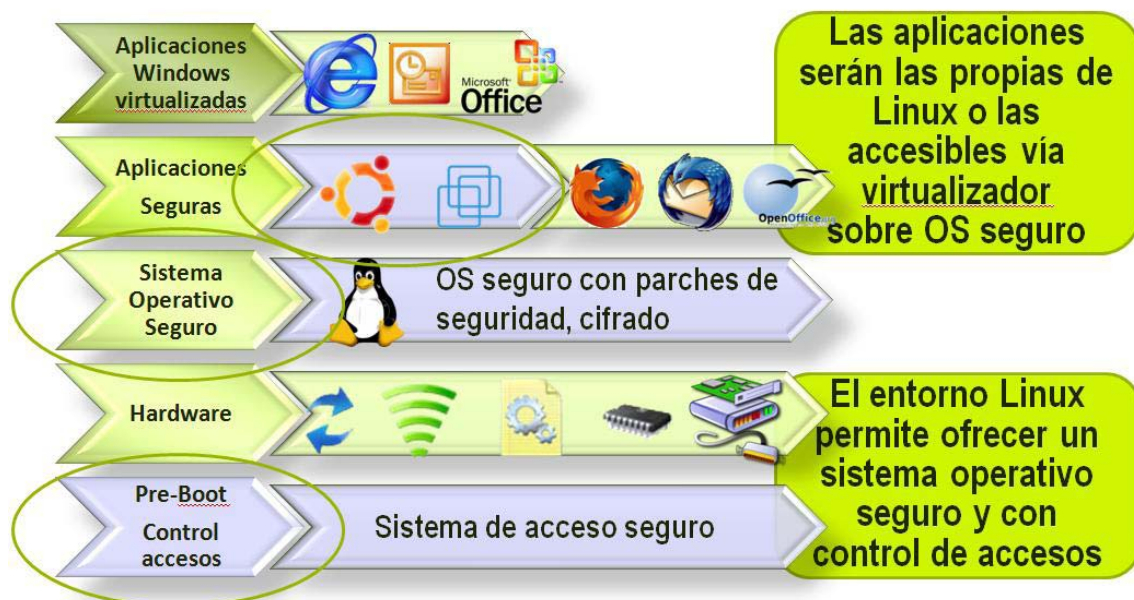 Aplicaciones
Windows
virtualizadas
Microsoft
Office
Las aplicaciones
serán las propias de
Linux o las
accesibles vía
virtualizador
sobre OS seguro
Aplicaciones
Seguras
OpenOffice.org
Sistema
Operativo
Seguro
OS seguro con parches de
seguridad, cifrado
Hardware
El entorno Linux
permite ofrecer un
sistema operativo
seguro y con
control de accesos
Pre-Boot
Control
accesos
Sistema de acceso seguro